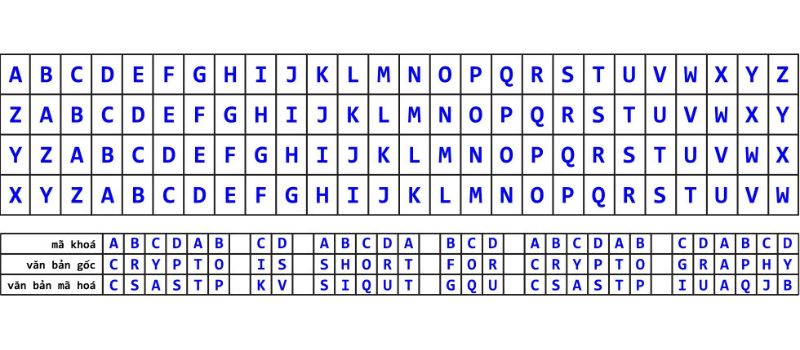 A B C D E F G H I J K L M N O P Q R S T U V W X Y Z
Z A B C D E F G H I J K L M N O P Q R S T U V W X Y
Y Z A B C D E F G H I J K L M N O P Q R S T U V W X
X Y Z A B C D E F G H I J K L M N O P Q R S T U V W
mã khoá A B C D A B C D A B C D A B C D A B C D A B C D A B C D
văn bản gốc C R Y P T O I S S H O R T F O R C R Y P T O G R A P H Y
văn bản mã hoá C S A S T P K V S I Q U T G Q U C S A S T P I U A Q J B